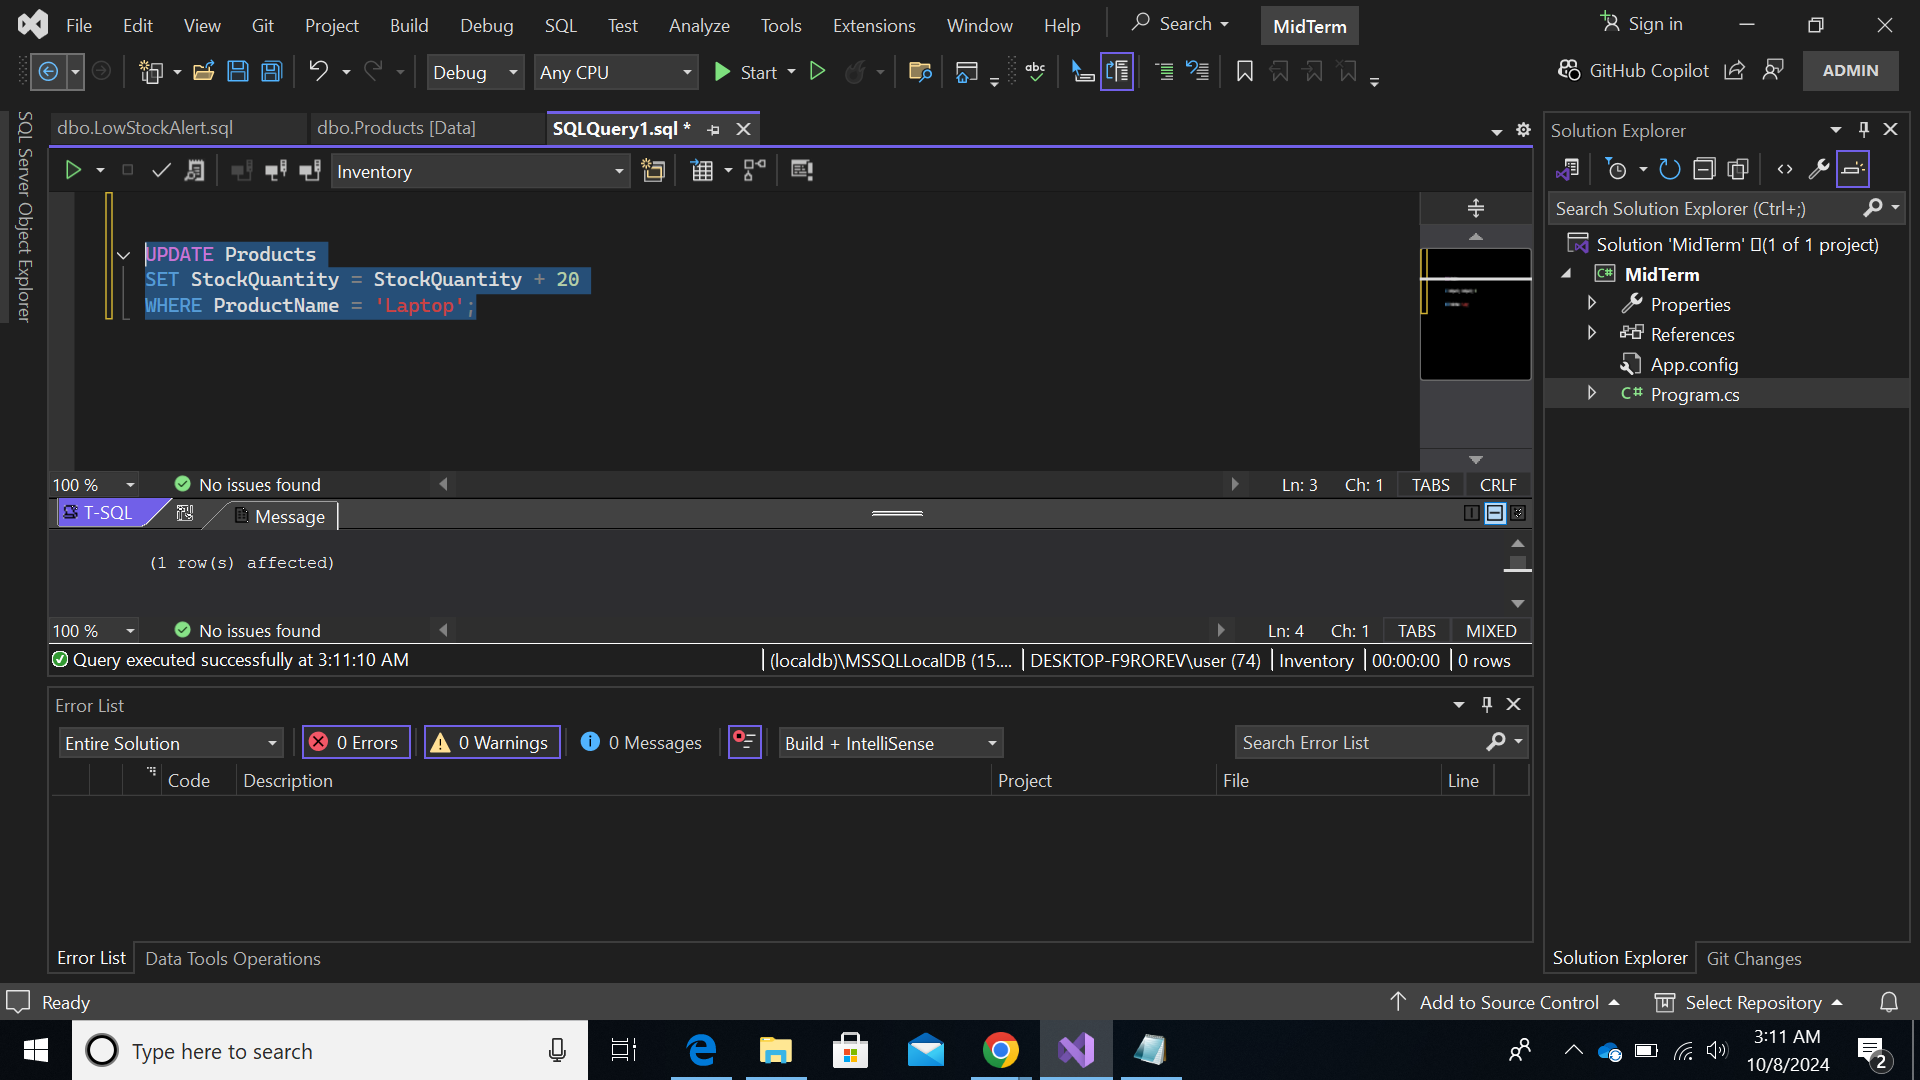 File Edit View Git Project Build Debug SQL Test Analyze Tools Extensions Window Help Search MidTerm Sign in
Debug Any CPU Start abc GitHub Copilot ADMIN
SQL Server Object Explorer
dbo.LowStockAlert.sql dbo.Products [Data] SQLQuery1.sql *
Inventory
UPDATE Products
SET StockQuantity = StockQuantity + 20
WHERE ProductName = 'Laptop';
100 % No issues found Ln: 3 Ch: 1 TABS CRLF
T-SQL Message
(1 row(s) affected)
100 % No issues found Ln: 4 Ch: 1 TABS MIXED
Query executed successfully at 3:11:10 AM (localdb)\MSSQLLocalDB (15.... DESKTOP-F9ROREV\user (74) Inventory 00:00:00 0 rows
Error List
Entire Solution 0 Errors 0 Warnings 0 Messages Build + IntelliSense Search Error List
Code Description Project File Line
Error List Data Tools Operations
Solution Explorer
Search Solution Explorer (Ctrl+;)
Solution 'MidTerm' (1 of 1 project)
C# MidTerm
Properties
References
App.config
C# Program.cs
Solution Explorer Git Changes
Ready Add to Source Control Select Repository
Type here to search
3:11 AM
10/8/2024
2